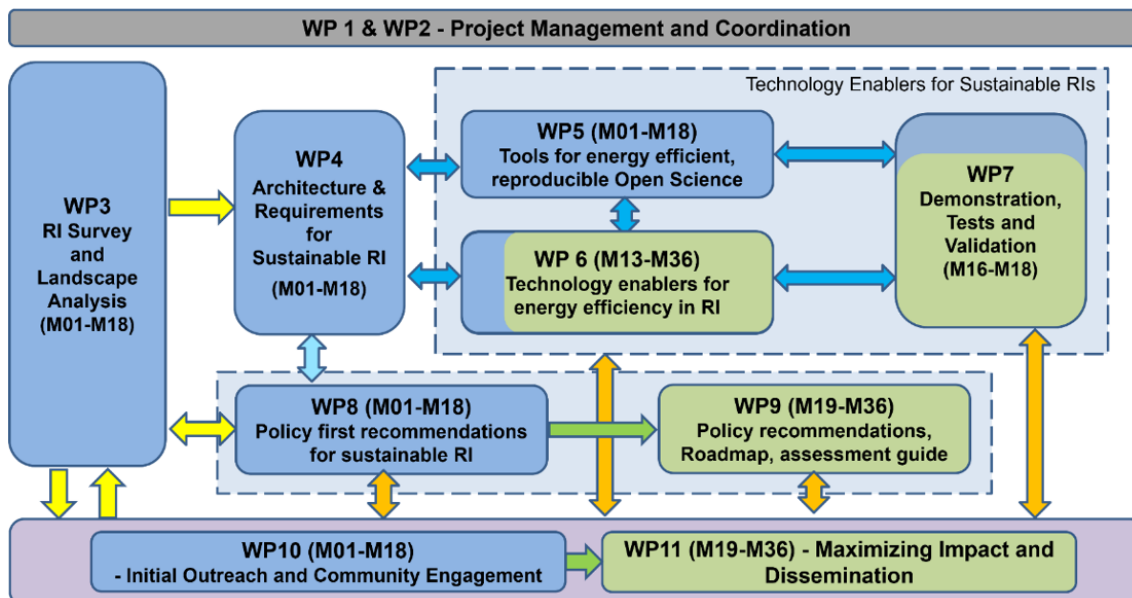 WP 1 & WP2 - Project Management and Coordination
Technology Enablers for Sustainable RIs
WP3
RI Survey
and
Landscape
Analysis
(M01-M18)
WP4
Architecture &
Requirements
for
Sustainable RI
(M01-M18)
WP5 (M01-M18)
Tools for energy efficient,
reproducible Open Science
WP 6 (M13-M36)
Technology enablers for
energy efficiency in RI
WP7
Demonstration,
Tests and
Validation
(M16-M18)
WP8 (M01-M18)
Policy first recommendations
for sustainable RI
WP9 (M19-M36)
Policy recommendations,
Roadmap, assessment guide
WP10 (M01-M18)
- Initial Outreach and Community Engagement
WP11 (M19-M36) - Maximizing Impact and
Dissemination